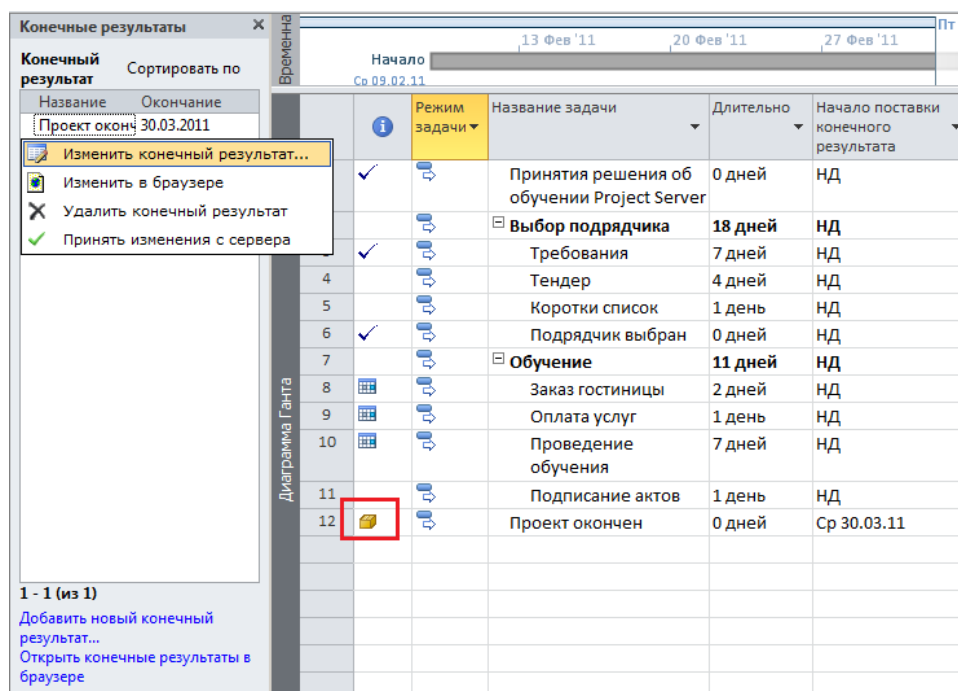 Конечные результаты ×
Конечный
результат
Сортировать по
Название Окончание
Проект оконч 30.03.2011
Изменить конечный результат...
Изменить в браузере
Удалить конечный результат
Принять изменения с сервера
1 - 1 (из 1)
Добавить новый конечный
результат...
Открыть конечные результаты в
браузере
Временна
Диаграмма Ганта
Пт
13 Фев '11 20 Фев '11 27 Фев '11
Начало
Ср 09.02.11
Режим
задачи
Название задачи
Длительно
Начало поставки
конечного
результата
Принятия решения об
обучении Project Server
0 дней НД
Выбор подрядчика 18 дней НД
Требования 7 дней НД
4 Тендер 4 дней НД
5 Коротки список 1 день НД
6 Подрядчик выбран 0 дней НД
7 Обучение 11 дней НД
8 Заказ гостиницы 2 дней НД
9 Оплата услуг 1 день НД
10 Проведение
обучения
7 дней НД
11 Подписание актов 1 день НД
12 Проект окончен 0 дней Ср 30.03.11